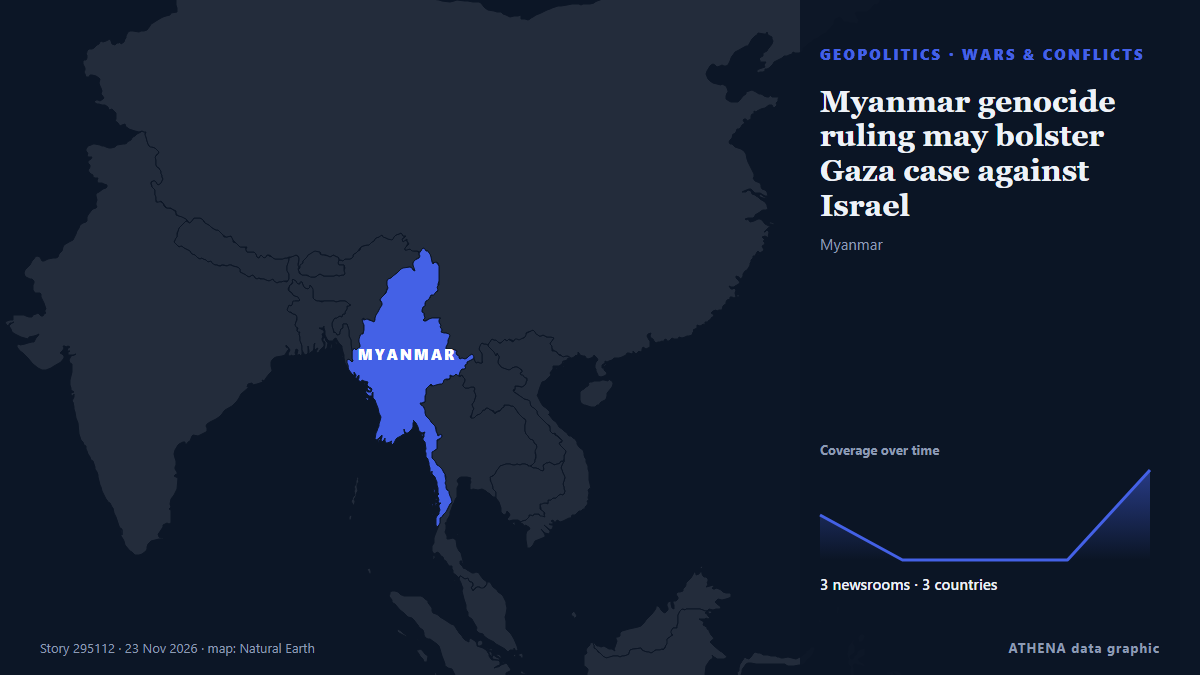 GEOPOLITICS · WARS & CONFLICTS
Myanmar genocide
ruling may bolster
Gaza case against
Israel
Myanmar
MYANMAR
Coverage over time
3 newsrooms · 3 countries
Story 295112 · 23 Nov 2026 · map: Natural Earth
ATHENA data graphic